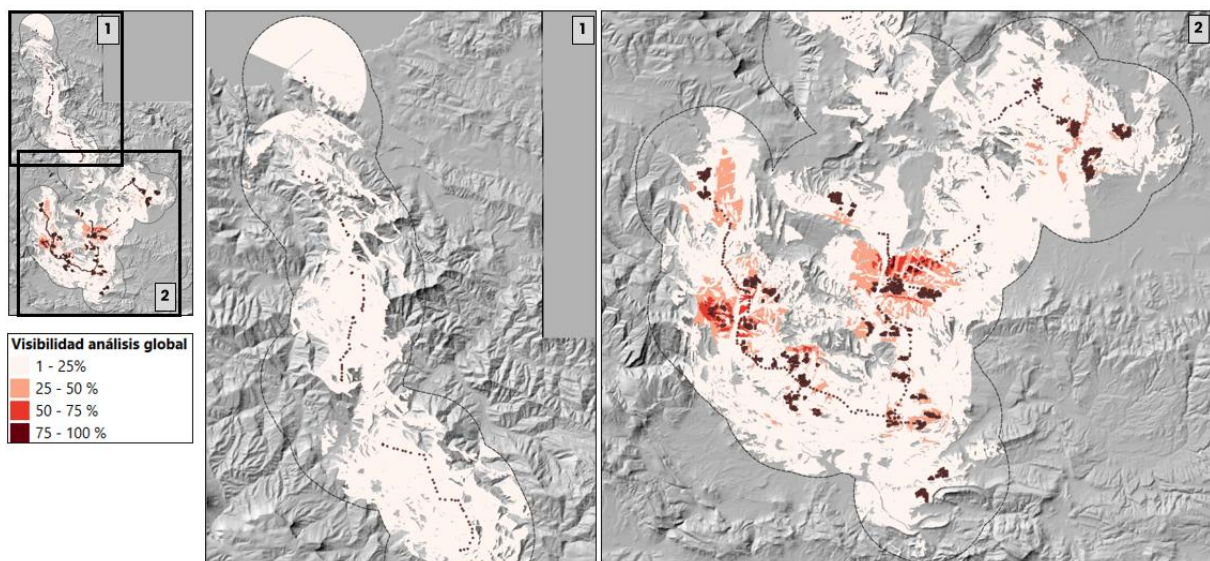 1
2
Visibilidad análisis global
1 - 25%
25 - 50 %
50 - 75 %
75 - 100 %
1
2